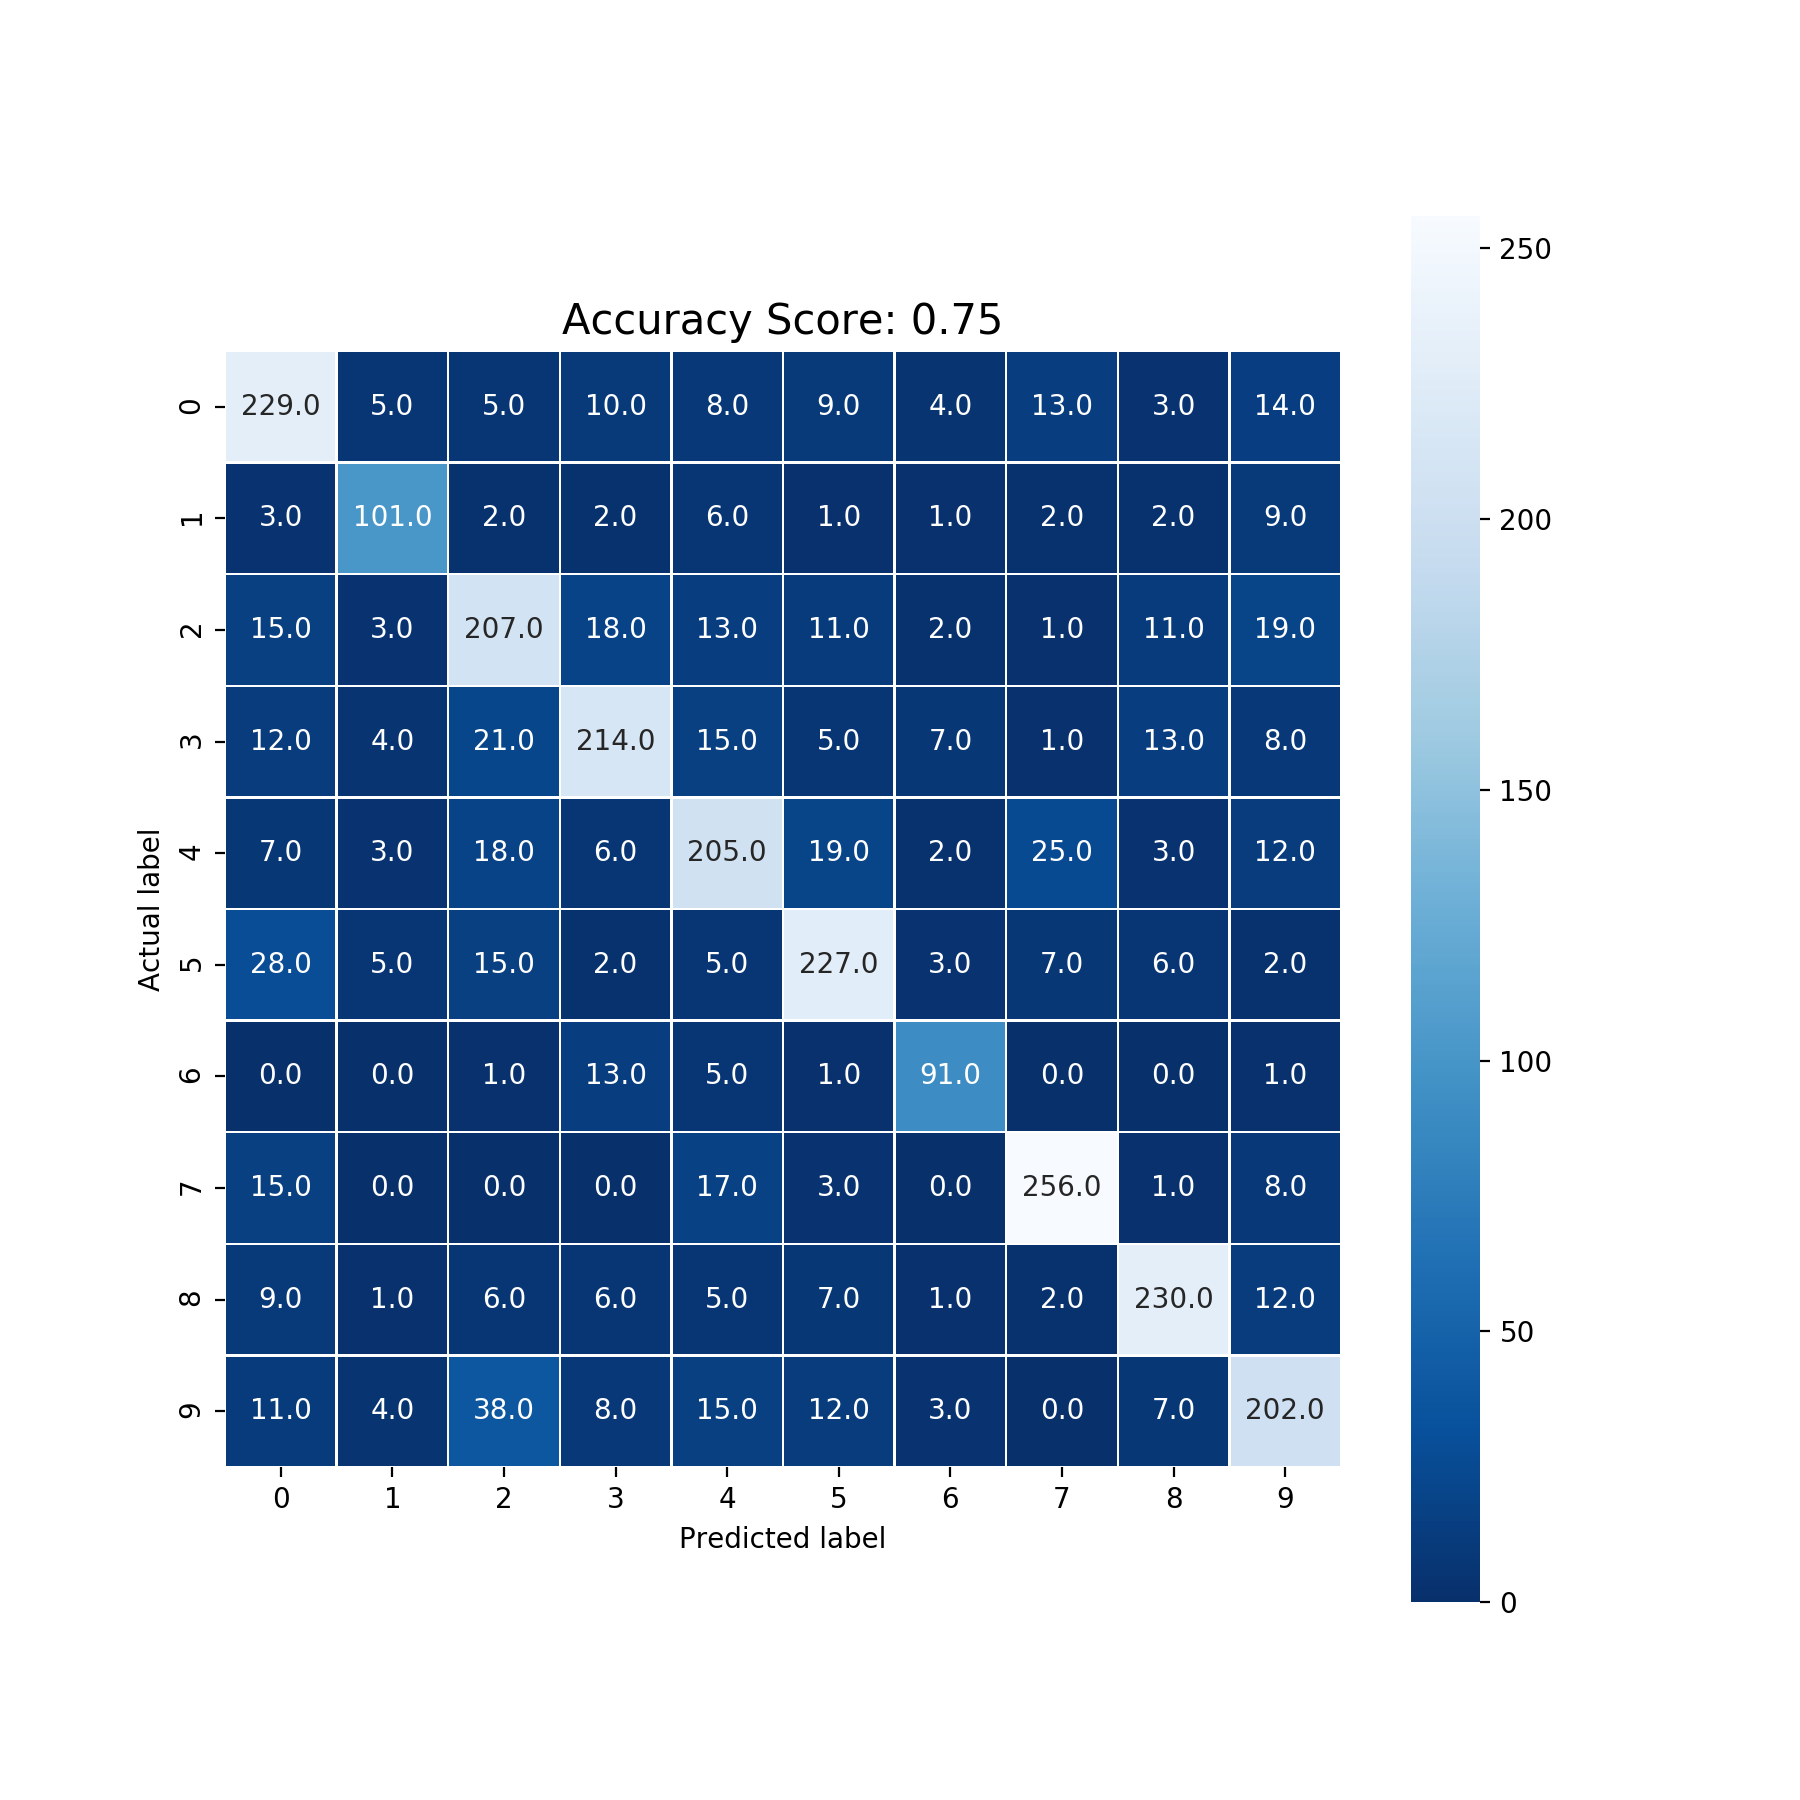 Accuracy Score: 0.75
0 229.0 5.0 5.0 10.0 8.0 9.0 4.0 13.0 3.0 14.0
1 3.0 101.0 2.0 2.0 6.0 1.0 1.0 2.0 2.0 9.0
2 15.0 3.0 207.0 18.0 13.0 11.0 2.0 1.0 11.0 19.0
3 12.0 4.0 21.0 214.0 15.0 5.0 7.0 1.0 13.0 8.0
4 7.0 3.0 18.0 6.0 205.0 19.0 2.0 25.0 3.0 12.0
5 28.0 5.0 15.0 2.0 5.0 227.0 3.0 7.0 6.0 2.0
6 0.0 0.0 1.0 13.0 5.0 1.0 91.0 0.0 0.0 1.0
7 15.0 0.0 0.0 0.0 17.0 3.0 0.0 256.0 1.0 8.0
8 9.0 1.0 6.0 6.0 5.0 7.0 1.0 2.0 230.0 12.0
9 11.0 4.0 38.0 8.0 15.0 12.0 3.0 0.0 7.0 202.0
0 1 2 3 4 5 6 7 8 9
Predicted label
Actual label
250
200
150
100
50
0